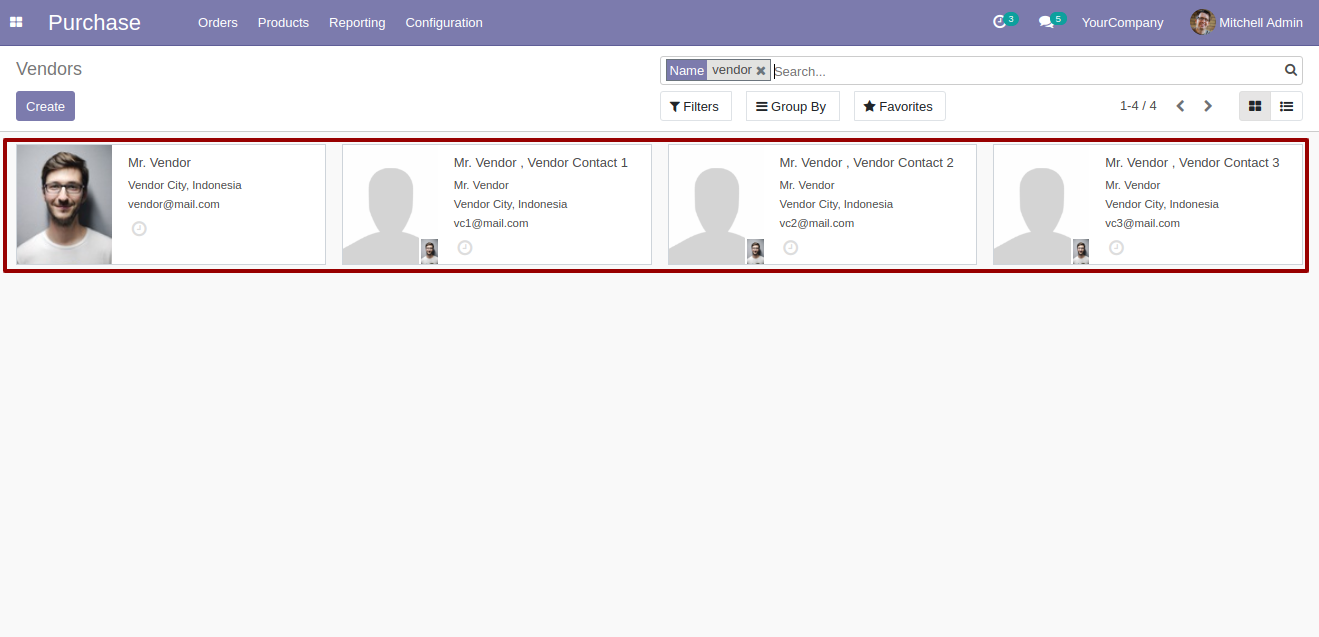 Purchase Orders Products Reporting Configuration 3 5 YourCompany Mitchell Admin
Vendors
Name vendor Search...
Create
Filters Group By Favorites 1-4 / 4
Mr. Vendor
Vendor City, Indonesia
vendor@mail.com
Mr. Vendor , Vendor Contact 1
Mr. Vendor
Vendor City, Indonesia
vc1@mail.com
Mr. Vendor , Vendor Contact 2
Mr. Vendor
Vendor City, Indonesia
vc2@mail.com
Mr. Vendor , Vendor Contact 3
Mr. Vendor
Vendor City, Indonesia
vc3@mail.com